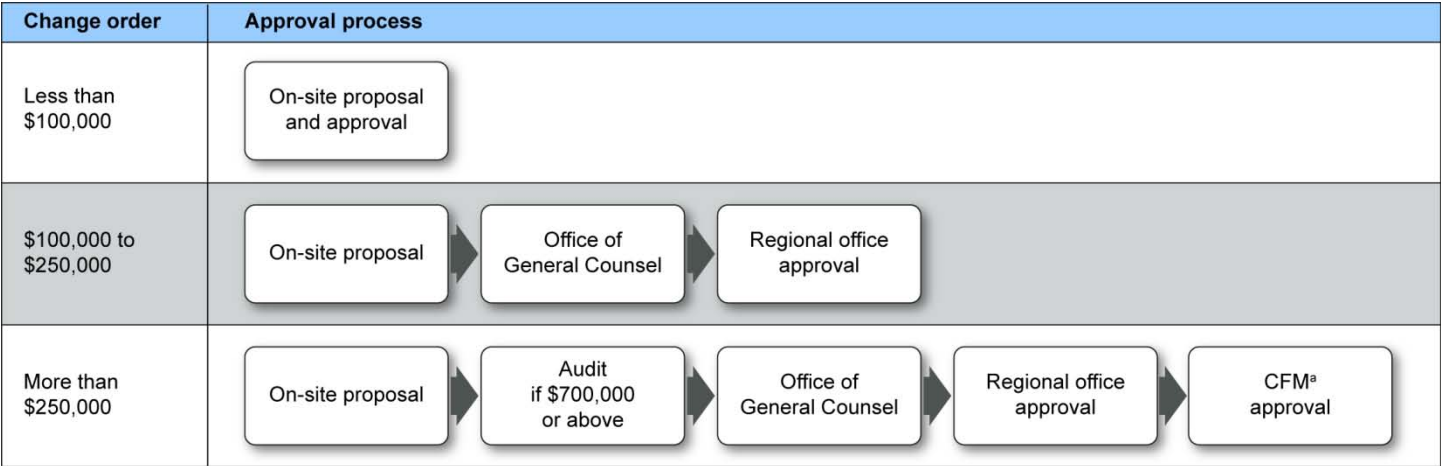 Change order
Approval process
Less than
$100,000
On-site proposal
and approval
$100,000 to
$250,000
On-site proposal
Office of
General Counsel
Regional office
approval
More than
$250,000
On-site proposal
Audit
if $700,000
or above
Office of
General Counsel
Regional office
approval
CFMᵃ
approval